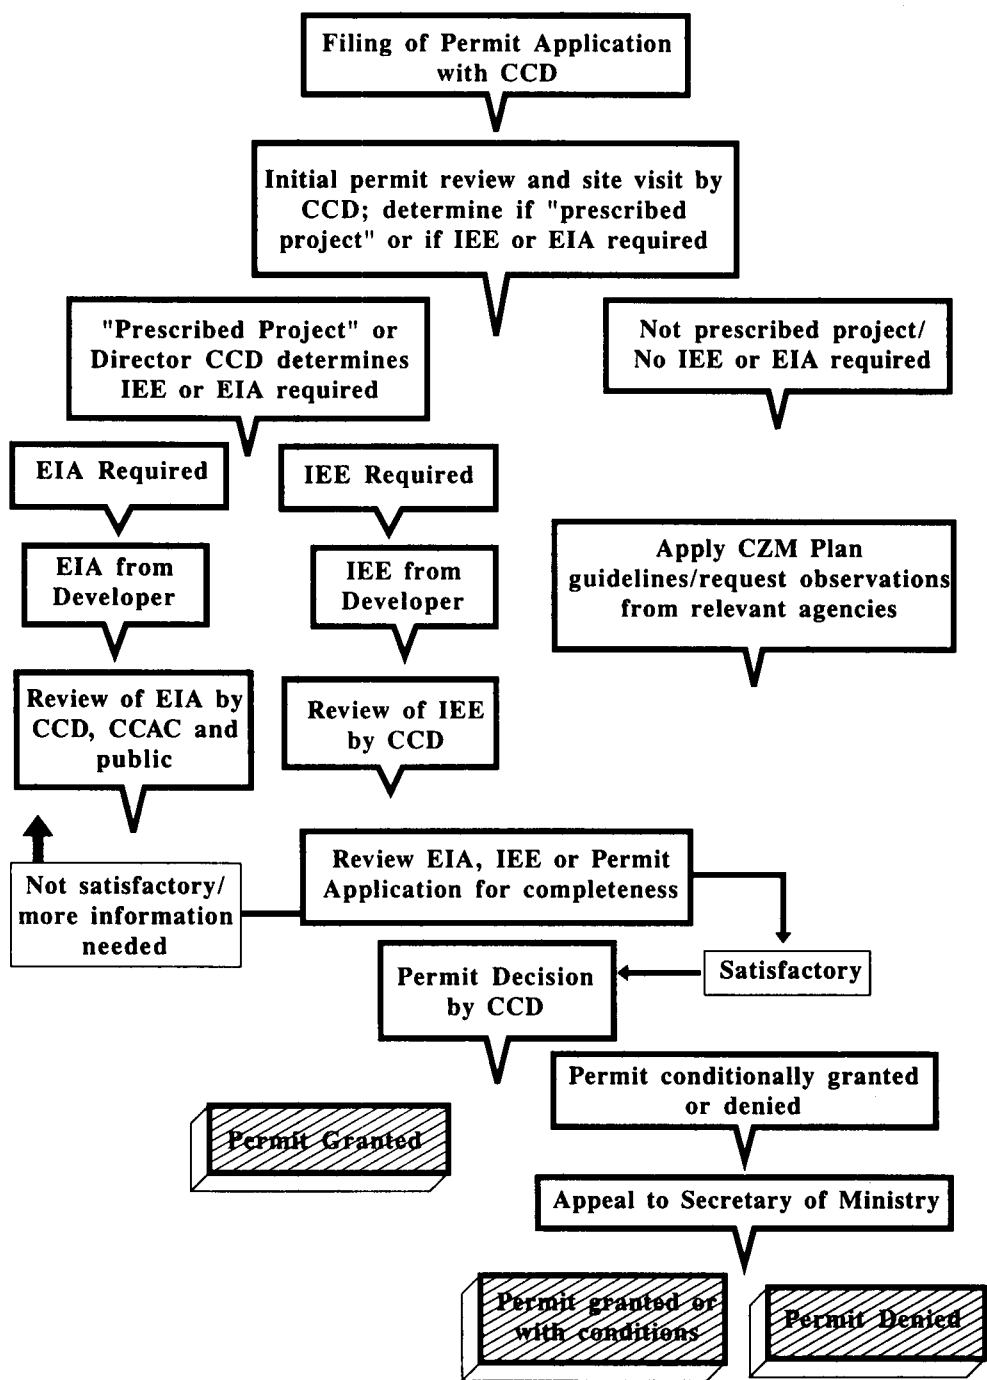 Filing of Permit Application
with CCD
Initial permit review and site visit by
CCD; determine if "prescribed
project" or if IEE or EIA required
"Prescribed Project" or
Director CCD determines
IEE or EIA required
Not prescribed project/
No IEE or EIA required
EIA Required
IEE Required
EIA from
Developer
IEE from
Developer
Apply CZM Plan
guidelines/request observations
from relevant agencies
Review of EIA by
CCD, CCAC and
public
Review of IEE
by CCD
Review EIA, IEE or Permit
Application for completeness
Not satisfactory/
more information
needed
Satisfactory
Permit Decision
by CCD
Permit conditionally granted
or denied
Permit Granted
Appeal to Secretary of Ministry
Permit granted or
with conditions
Permit Denied